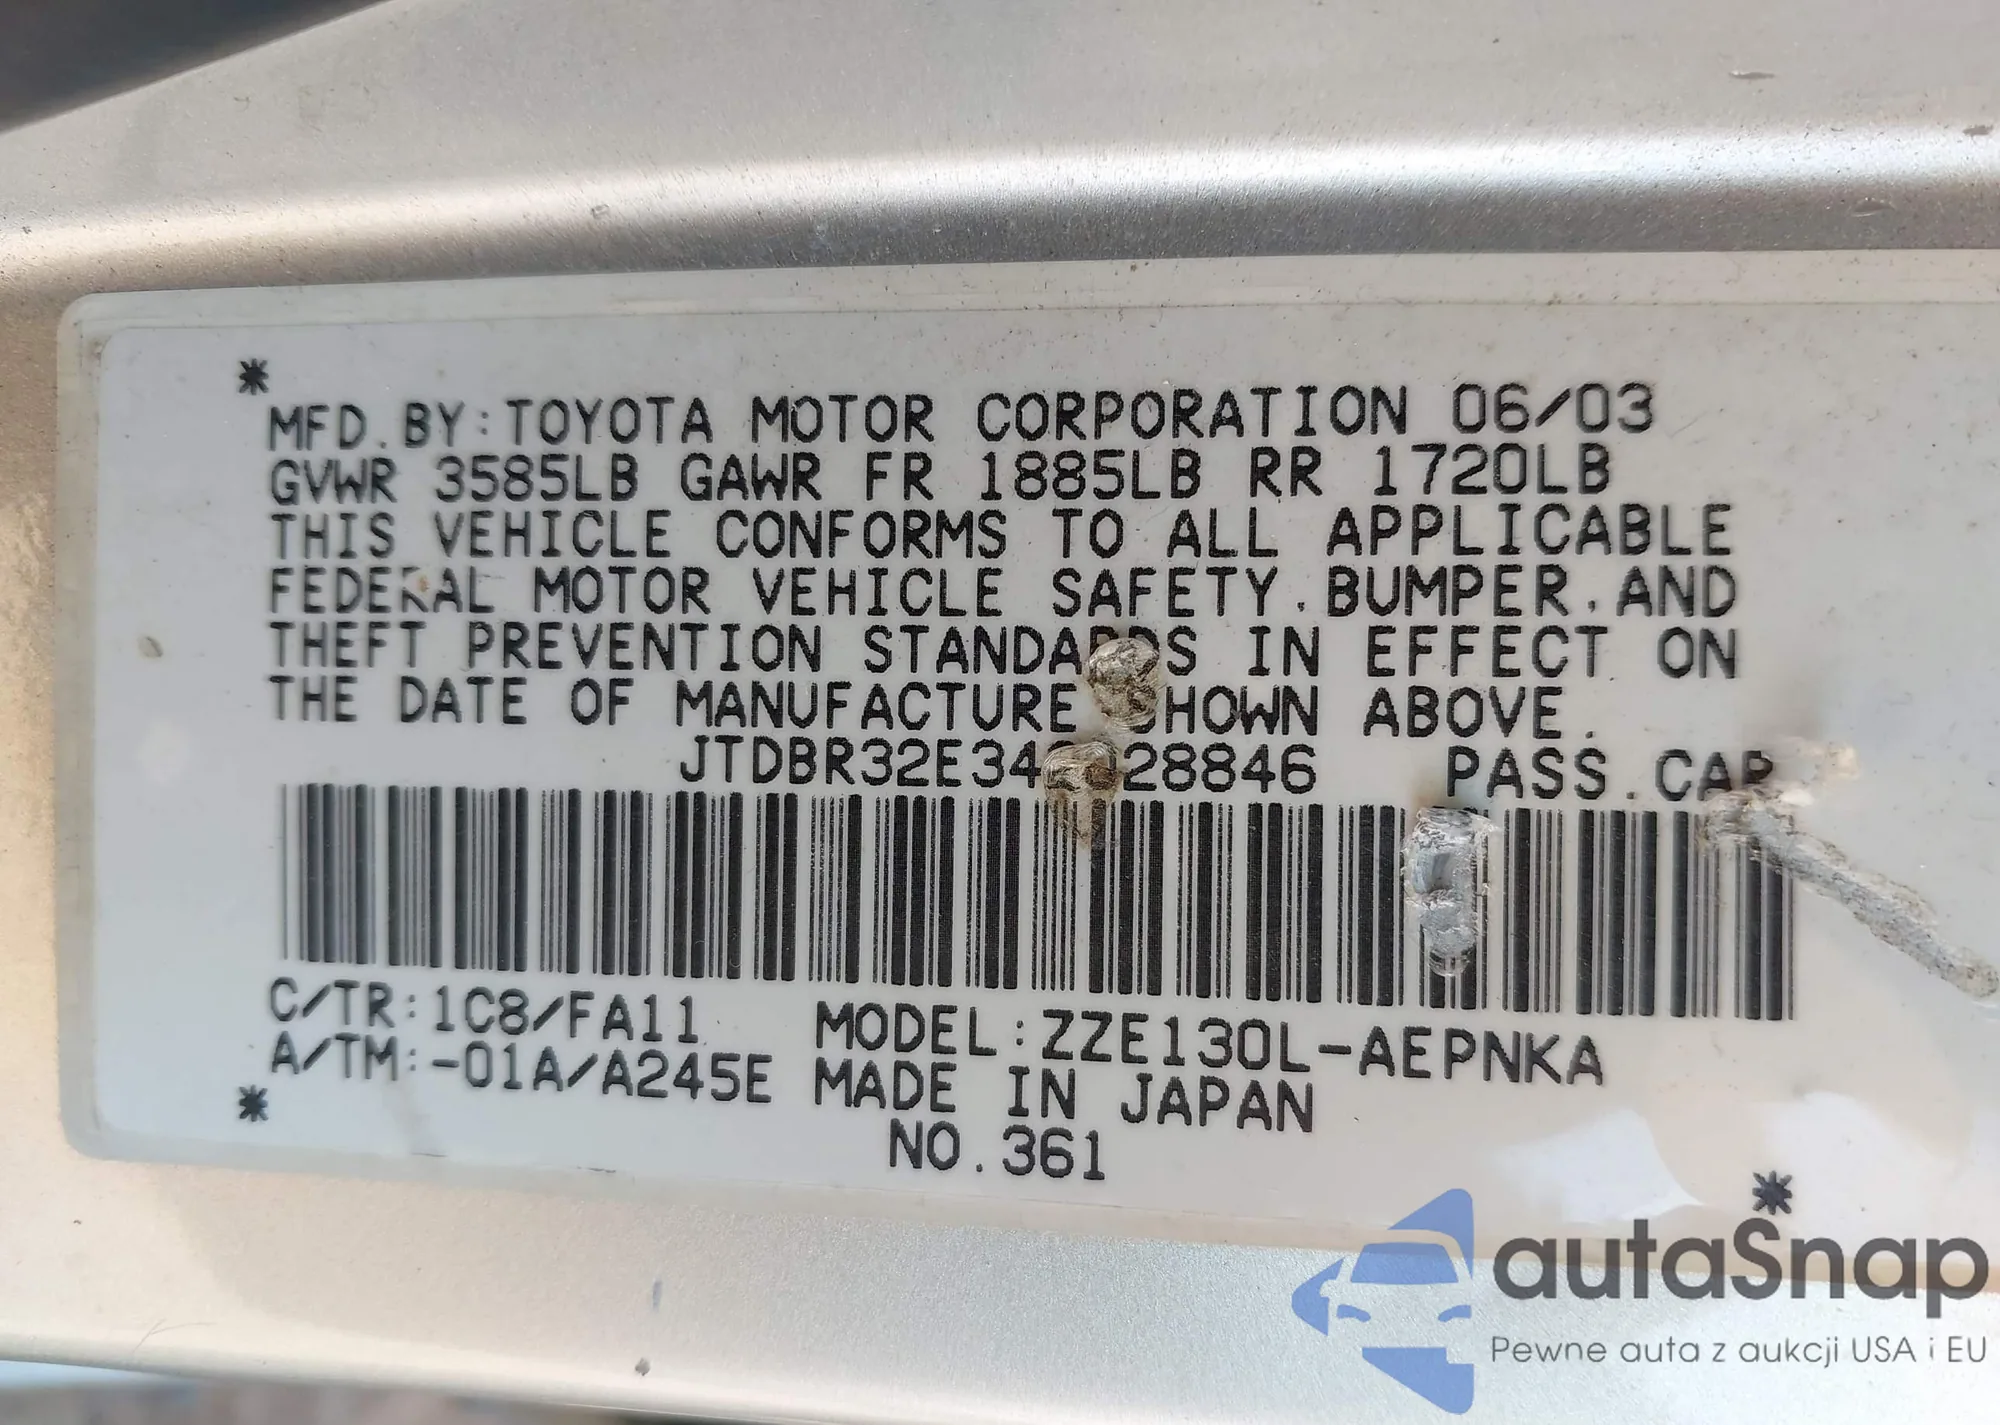 MFD.BY:TOYOTA MOTOR CORPORATION 06/03
GVWR 3585LB GAWR FR 1885LB RR 1720LB
THIS VEHICLE CONFORMS TO ALL APPLICABLE
FEDERAL MOTOR VEHICLE SAFETY.BUMPER.AND
THEFT PREVENTION STANDARDS IN EFFECT ON
THE DATE OF MANUFACTURE SHOWN ABOVE.
PASS.CAR
C/TR:1C8/FA11 MODEL:ZZE130L-AEPNKA
A/TM:-01A/A245E MADE IN JAPAN
NO.361
autaSnap
Pewne auta z aukcji USA i EU